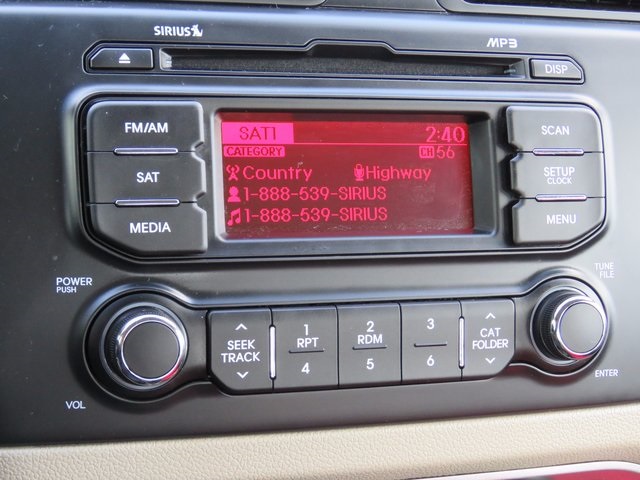 SIRIUS
MP3
DISP
FM/AM
SAT
MEDIA
SAT1 2:40
CATEGORY CH 56
Country Highway
1-888-539-SIRIUS
1-888-539-SIRIUS
SCAN
SETUP
CLOCK
MENU
POWER
PUSH
VOL
SEEK
TRACK
1
RPT
4
2
RDM
5
3
6
CAT
FOLDER
TUNE
FILE
ENTER